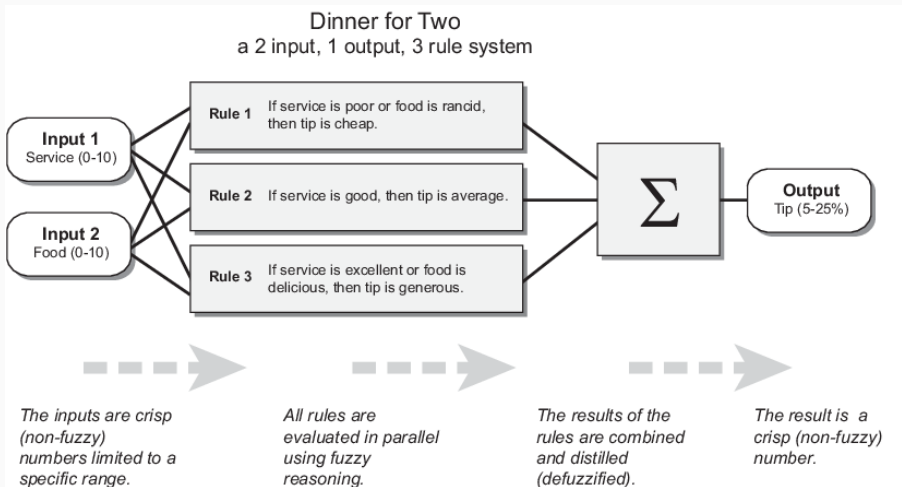 Dinner for Two
a 2 input, 1 output, 3 rule system
Input 1
Service (0-10)
Input 2
Food (0-10)
Rule 1 If service is poor or food is rancid,
then tip is cheap.
Rule 2 If service is good, then tip is average.
Rule 3 If service is excellent or food is
delicious, then tip is generous.
Σ
Output
Tip (5-25%)
The inputs are crisp
(non-fuzzy)
numbers limited to a
specific range.
All rules are
evaluated in parallel
using fuzzy
reasoning.
The results of the
rules are combined
and distilled
(defuzzified).
The result is a
crisp (non-fuzzy)
number.